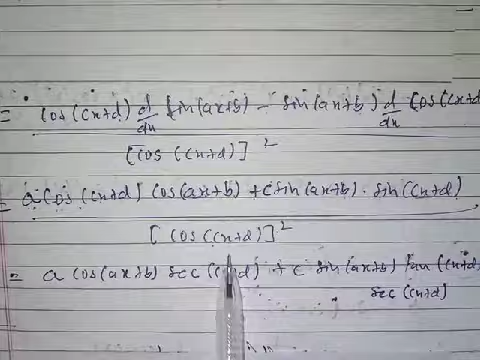 = cos(cx+d) d/dx sin(ax+b) - sin(ax+b) d/dx cos(cx+d
[cos (cx+d)]²
= a cos (cx+d) cos(ax+b) + c sin(ax+b) . sin(cx+d)
[ cos(cx+d)]²
= a cos(ax+b) sec (cx+d) + c sin(ax+b) tan (cx+d)
sec (cx+d)